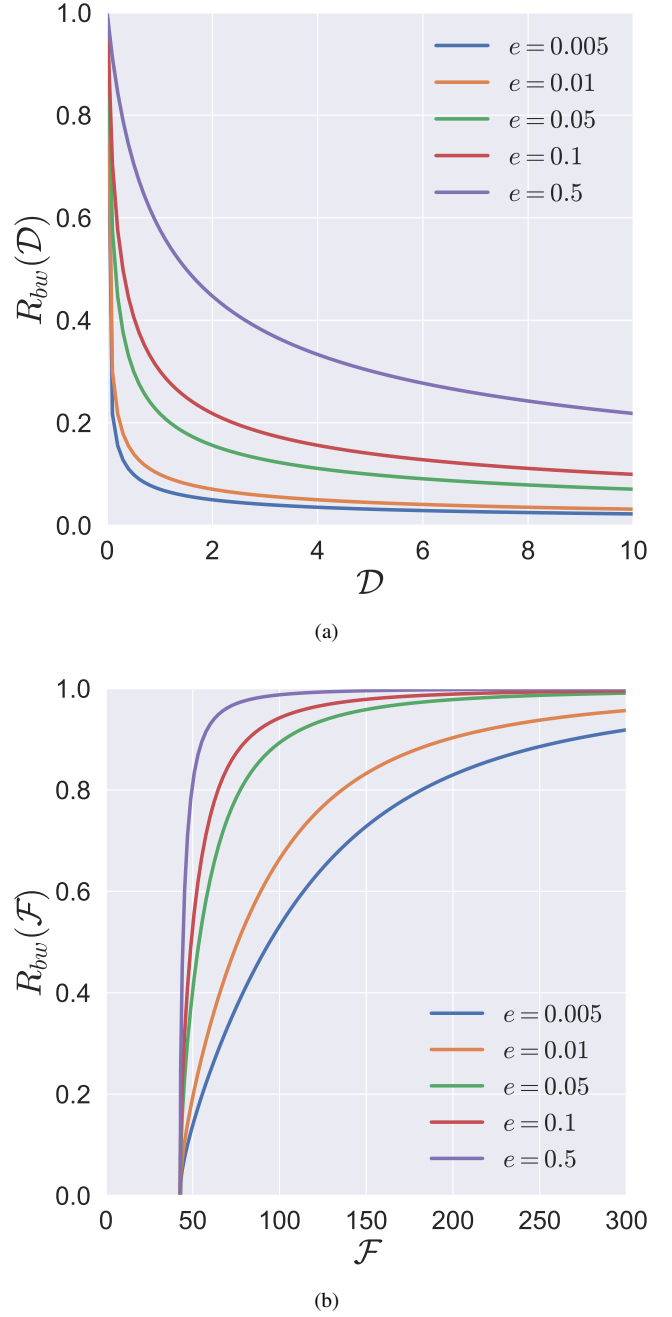 1.0
0.8
0.6
0.4
0.2
0.0
R_{bw}(𝒟)
e = 0.005
e = 0.01
e = 0.05
e = 0.1
e = 0.5
0 2 4 6 8 10
𝒟
(a)
1.0
0.8
0.6
0.4
0.2
0.0
R_{bw}(ℱ)
e = 0.005
e = 0.01
e = 0.05
e = 0.1
e = 0.5
0 50 100 150 200 250 300
ℱ
(b)